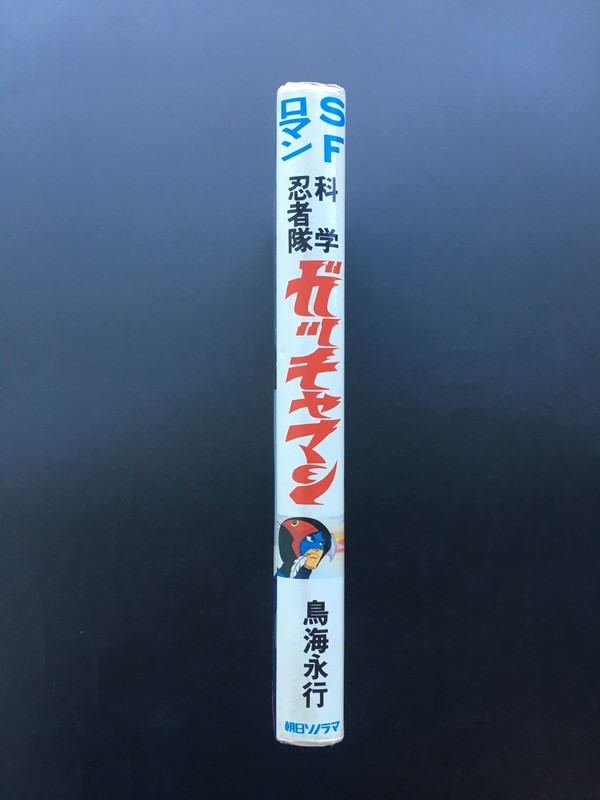 SF
ロマン
科学
忍者隊
ガッチャマン
鳥海永行
朝日ソノラマ